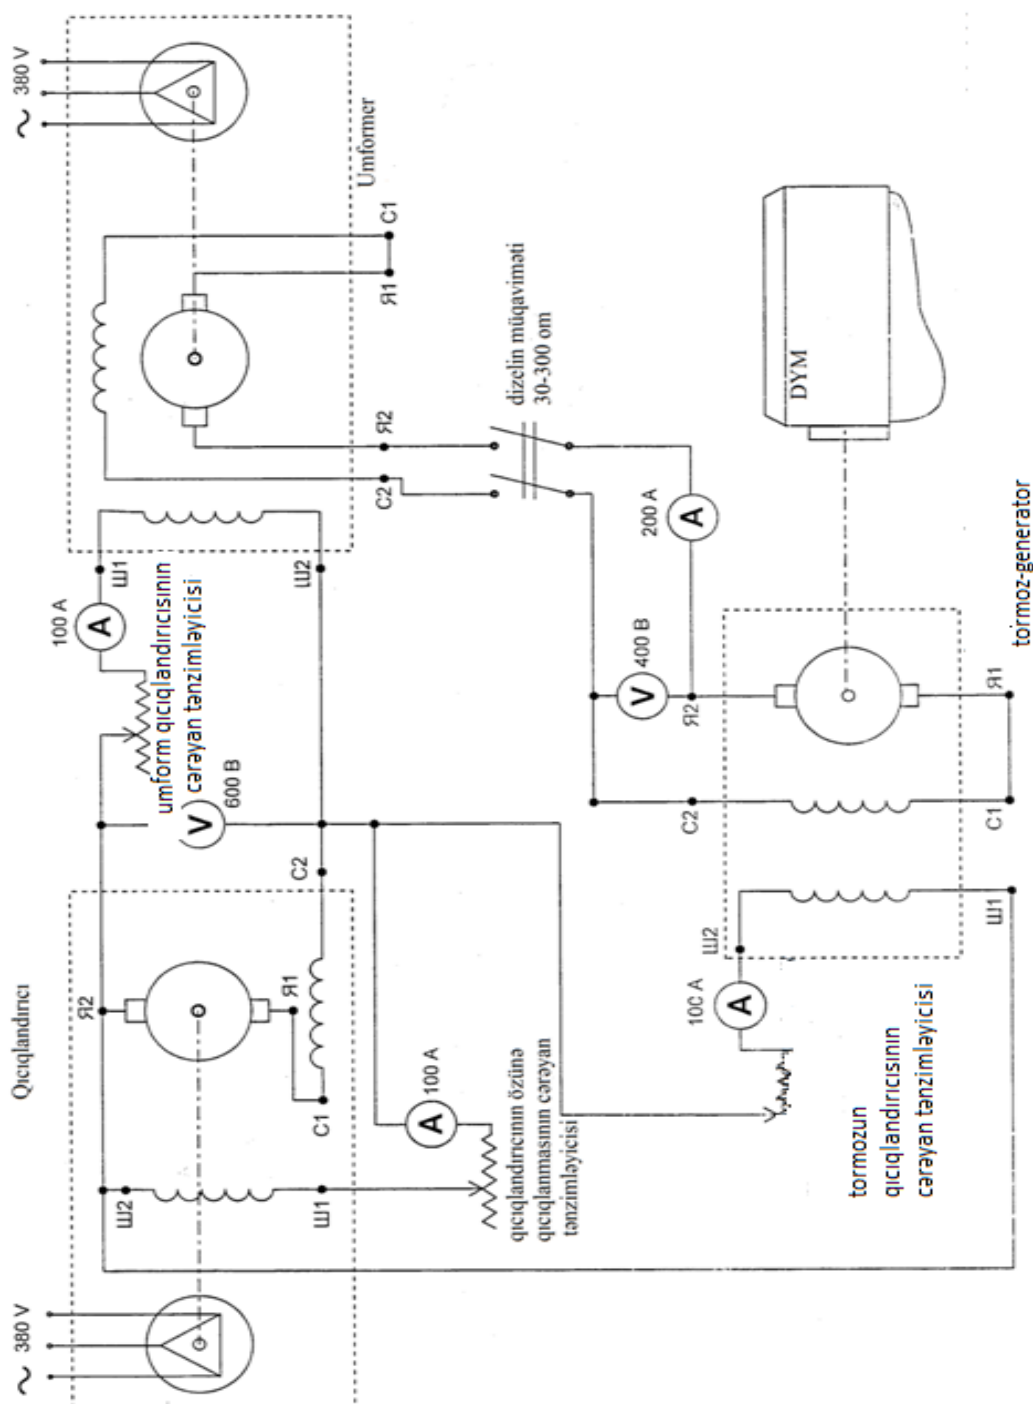 ~ 380 V
Umformer
C1
Я1
Я2
C2
dizelin müqaviməti
30-300 om
DYM
200 A
A
100 A
A
Ш1
Ш2
umform qıcıqlandırıcısının
cərəyan tənzimləyicisi
V
400 B
Я2
Я1
tormoz-generator
V
600 B
C2
C2
C1
Qıcıqlandırıcı
Я2
Я1
C1
Ш2
Ш1
A
10C A
A
100 A
qıcıqlandırıcının özünə
qıcıqlanmasının cərəyan
tənzimləyicisi
tormozun
qıcıqlandırıcısının
cərəyan tənzimləyicisi
Ш2
Ш1
~ 380 V